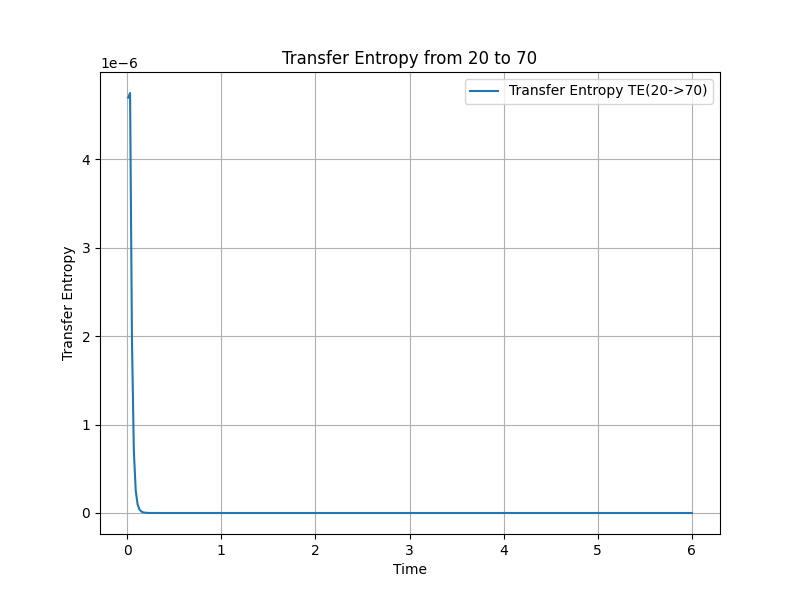 Transfer Entropy from 20 to 70
1e−6
Transfer Entropy TE(20->70)
4
3
2
1
0
Transfer Entropy
0 1 2 3 4 5 6
Time